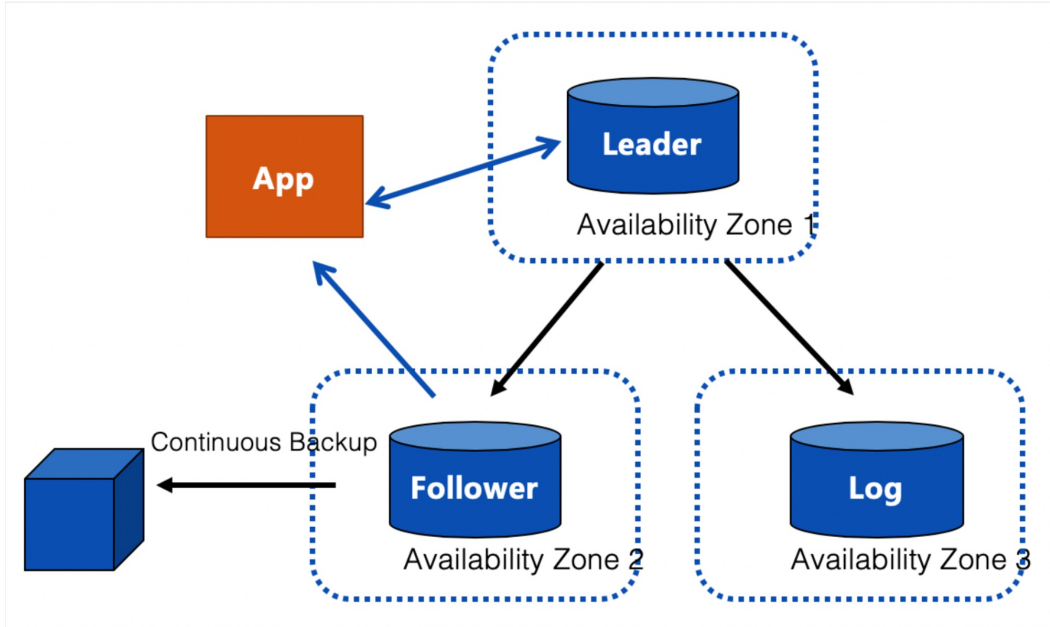 Leader
App
Availability Zone 1
Continuous Backup
Follower
Log
Availability Zone 2
Availability Zone 3